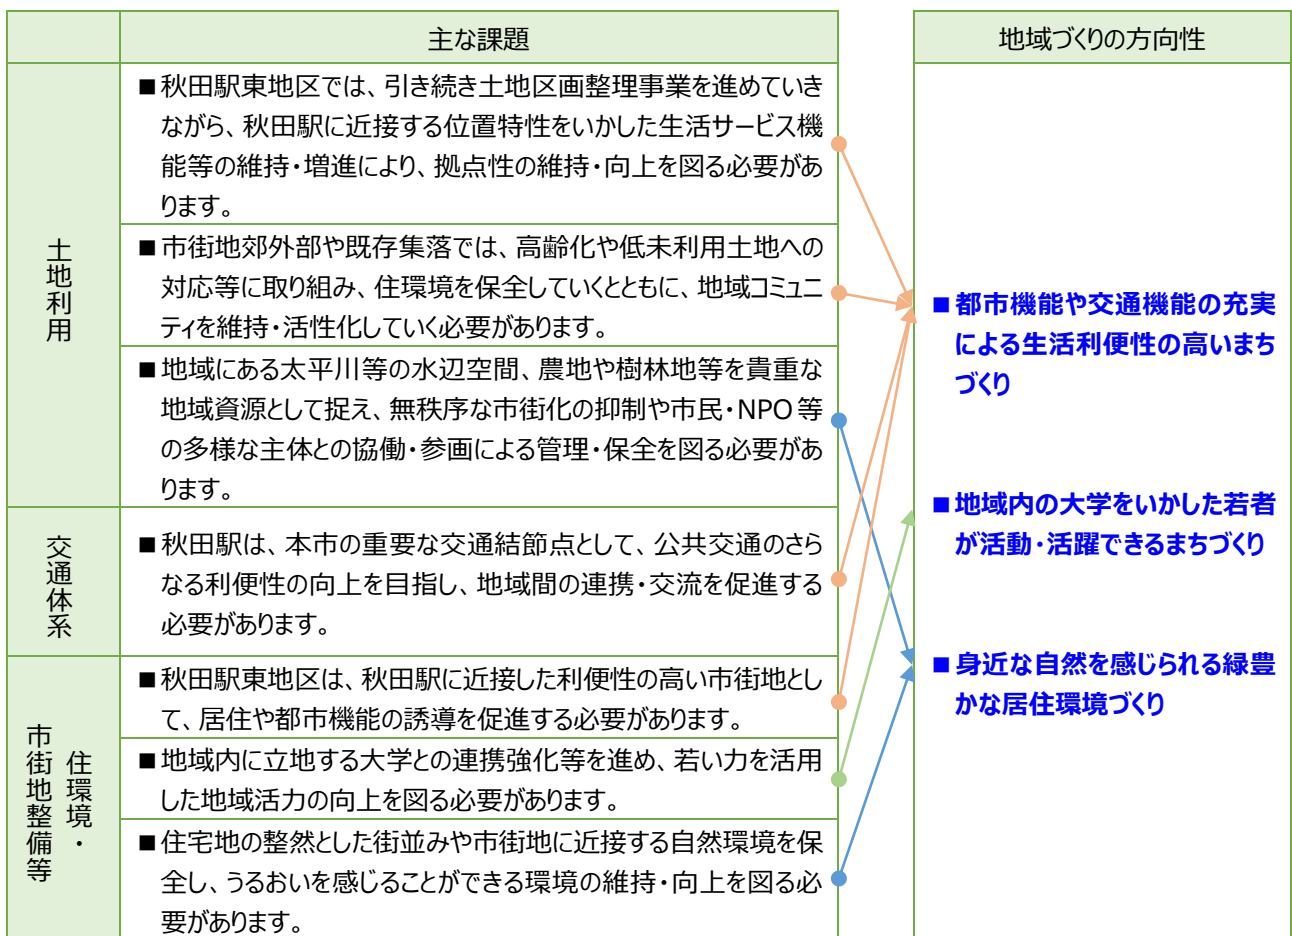 主な課題
土地利用
■秋田駅東地区では、引き続き土地区画整理事業を進めていき
ながら、秋田駅に近接する位置特性をいかした生活サービス機
能等の維持・増進により、拠点性の維持・向上を図る必要があ
ります。
■市街地郊外部や既存集落では、高齢化や低未利用土地への
対応等に取り組み、住環境を保全していくとともに、地域コミュニ
ティを維持・活性化していく必要があります。
■地域にある太平川等の水辺空間、農地や樹林地等を貴重な
地域資源として捉え、無秩序な市街化の抑制や市民・NPO等
の多様な主体との協働・参画による管理・保全を図る必要があ
ります。
交通体系
■秋田駅は、本市の重要な交通結節点として、公共交通のさら
なる利便性の向上を目指し、地域間の連携・交流を促進する
必要があります。
住環境・
市街地整備等
■秋田駅東地区は、秋田駅に近接した利便性の高い市街地とし
て、居住や都市機能の誘導を促進する必要があります。
■地域内に立地する大学との連携強化等を進め、若い力を活用
した地域活力の向上を図る必要があります。
■住宅地の整然とした街並みや市街地に近接する自然環境を保
全し、うるおいを感じることができる環境の維持・向上を図る必
要があります。
地域づくりの方向性
■都市機能や交通機能の充実
による生活利便性の高いまち
づくり
■地域内の大学をいかした若者
が活動・活躍できるまちづくり
■身近な自然を感じられる緑豊
かな居住環境づくり